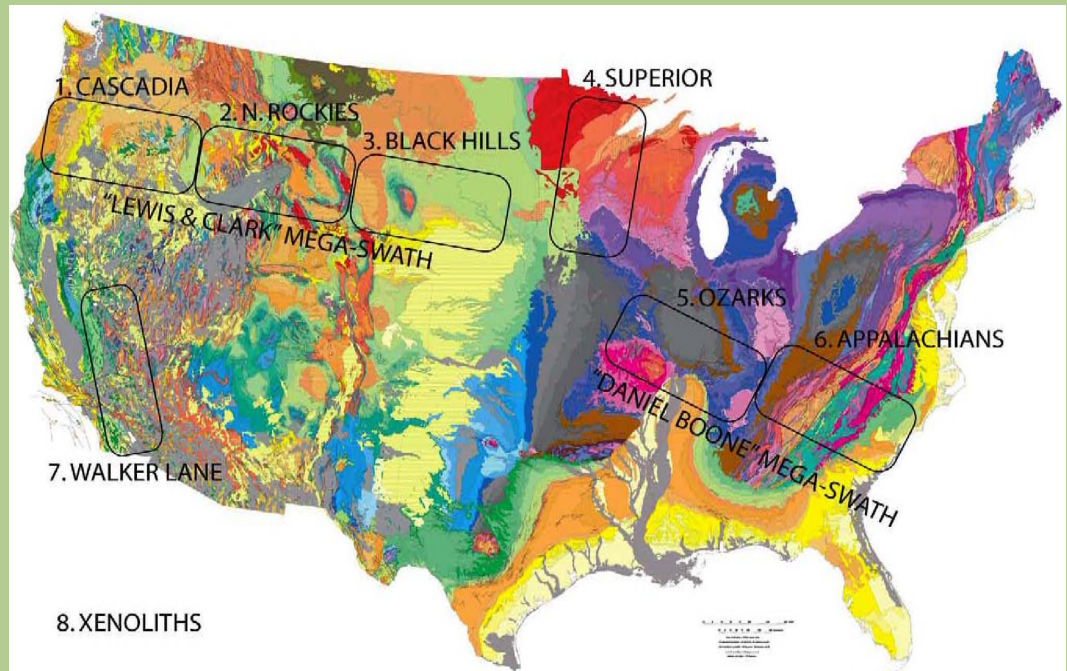 1. CASCADIA
2. N. ROCKIES
3. BLACK HILLS
4. SUPERIOR
"LEWIS & CLARK" MEGA-SWATH
5. OZARKS
6. APPALACHIANS
"DANIEL BOONE" MEGA-SWATH
7. WALKER LANE
8. XENOLITHS